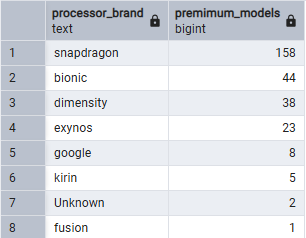 processor_brand premimum_models
text bigint
1 snapdragon 158
2 bionic 44
3 dimensity 38
4 exynos 23
5 google 8
6 kirin 5
7 Unknown 2
8 fusion 1